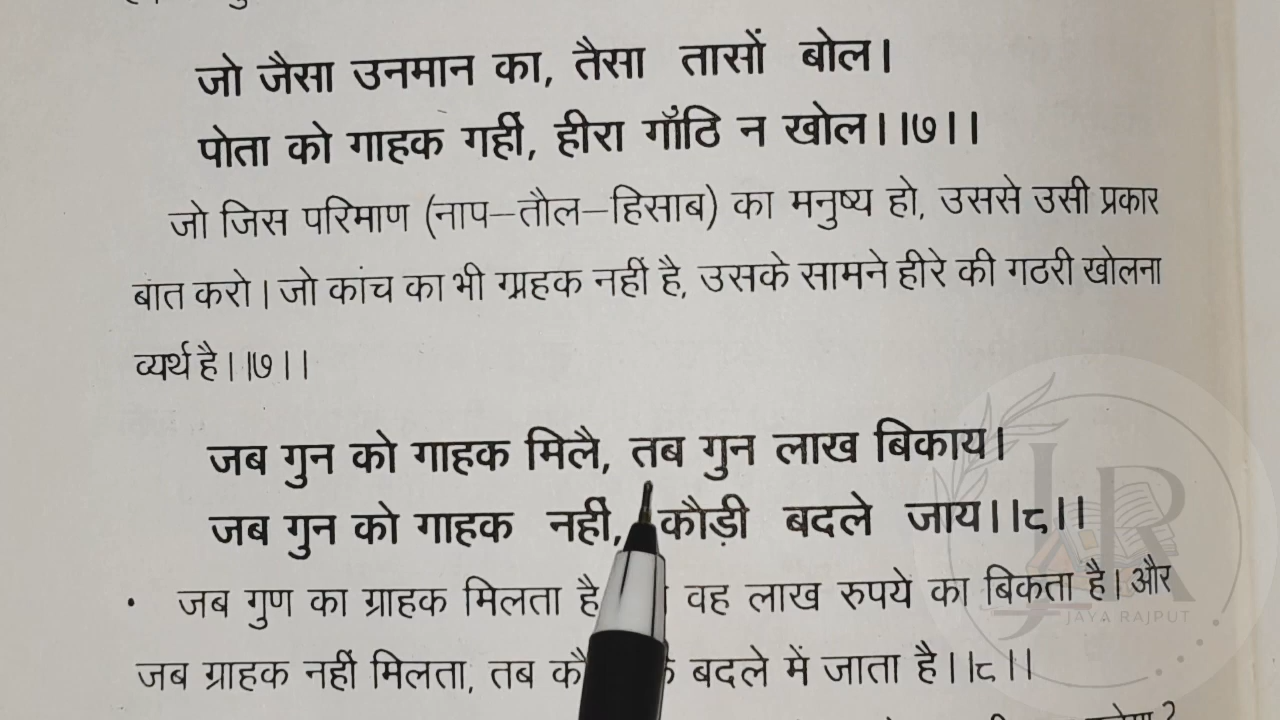 जो जैसा उनमान का, तैसा तासों बोल।
पोता को गाहक गहीं, हीरा गाँठि न खोल।।७।।
जो जिस परिमाण (नाप–तौल–हिसाब) का मनुष्य हो, उससे उसी प्रकार
बात करो। जो कांच का भी ग्राहक नहीं है, उसके सामने हीरे की गठरी खोलना
व्यर्थ है।।७।।
जब गुन को गाहक मिलै, तब गुन लाख बिकाय।
जब गुन को गाहक नहीं, कौड़ी बदले जाय।।८।।
जब गुण का ग्राहक मिलता है वह लाख रुपये का बिकता है। और
जब ग्राहक नहीं मिलता, तब बदले में जाता है।।८।।
JR
JAYA RAJPUT